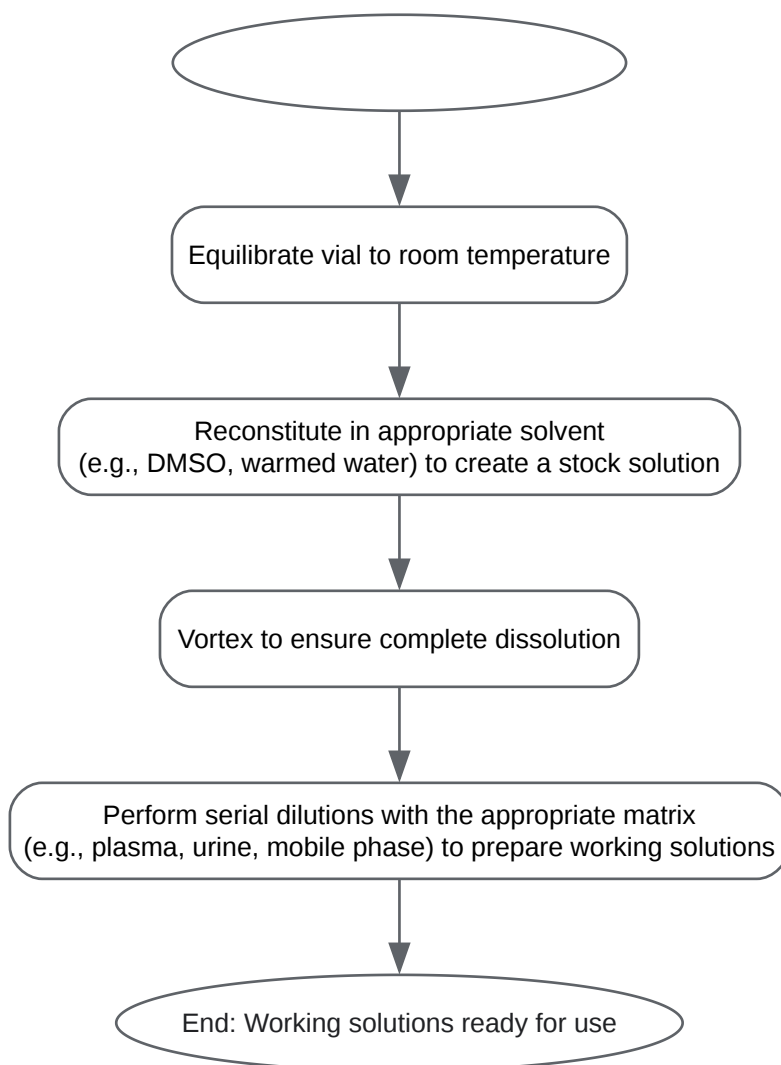 Equilibrate vial to room temperature
Reconstitute in appropriate solvent
(e.g., DMSO, warmed water) to create a stock solution
Vortex to ensure complete dissolution
Perform serial dilutions with the appropriate matrix
(e.g., plasma, urine, mobile phase) to prepare working solutions
End: Working solutions ready for use